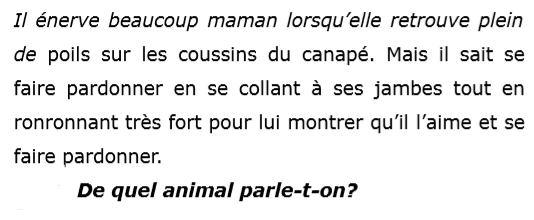 Il énerve beaucoup maman lorsqu’elle retrouve plein
de poils sur les coussins du canapé. Mais il sait se
faire pardonner en se collant à ses jambes tout en
ronronnant très fort pour lui montrer qu’il l’aime et se
faire pardonner.
De quel animal parle-t-on?